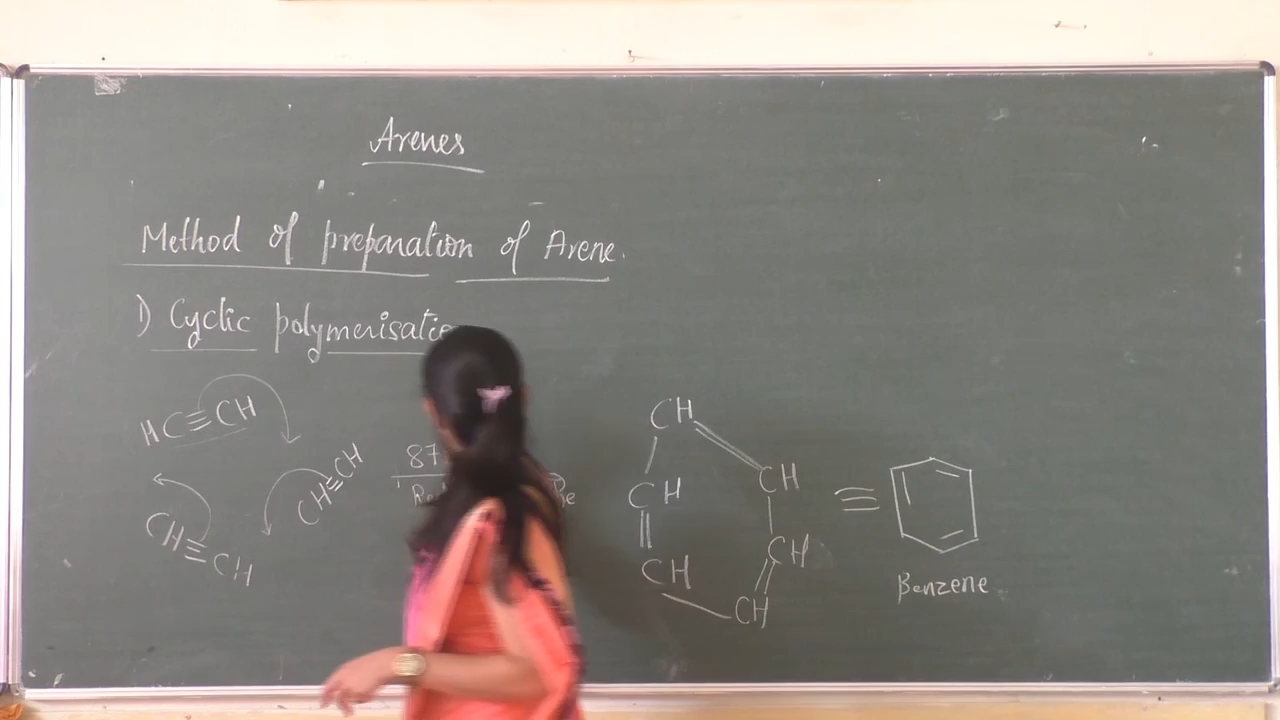 Arenes
Method of preparation of Arene.
1) Cyclic
HC≡CH
CH≡CH
CH≡CH
87
CH
CH
CH
CH
CH
CH
≡
Benzene